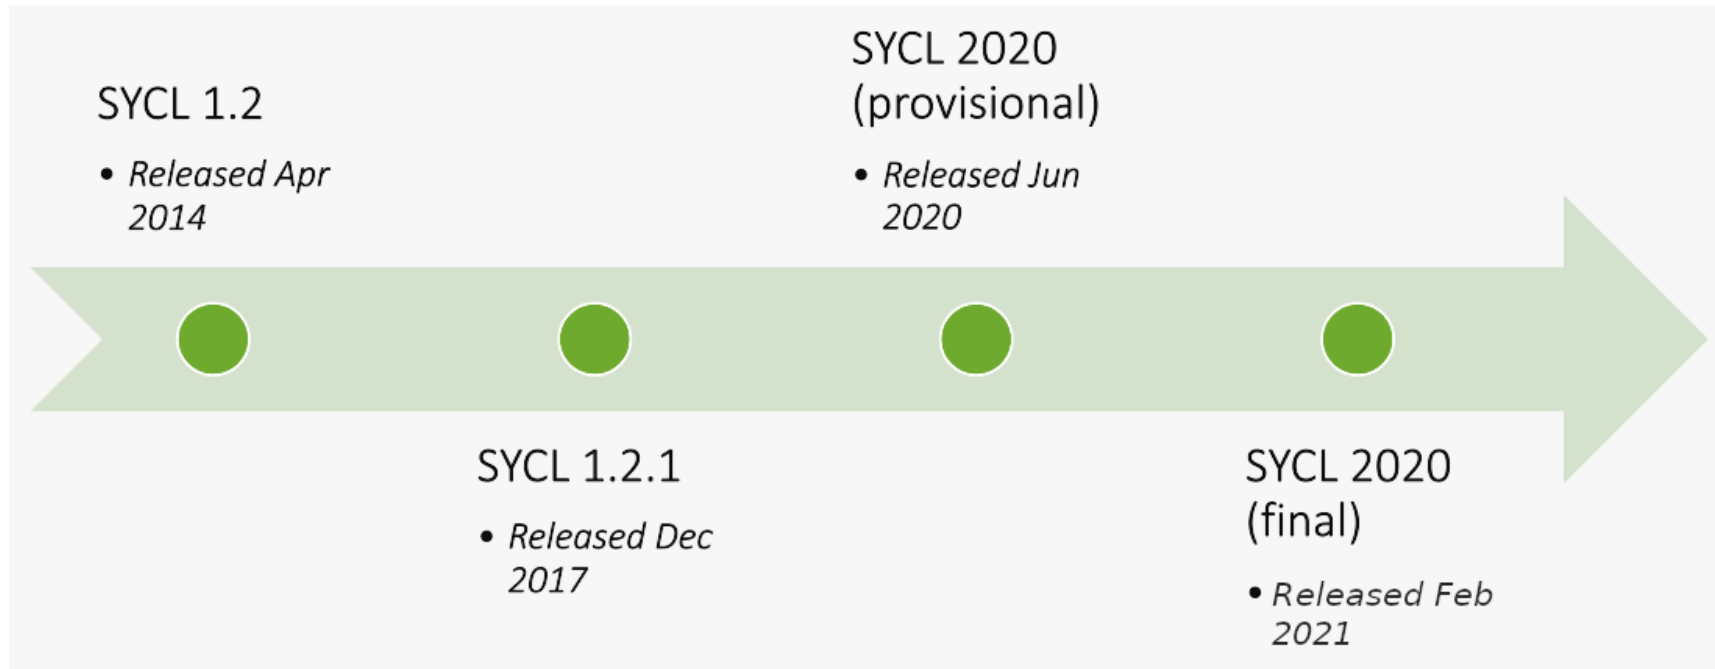 SYCL 1.2
• Released Apr
2014
SYCL 1.2.1
• Released Dec
2017
SYCL 2020
(provisional)
• Released Jun
2020
SYCL 2020
(final)
• Released Feb
2021